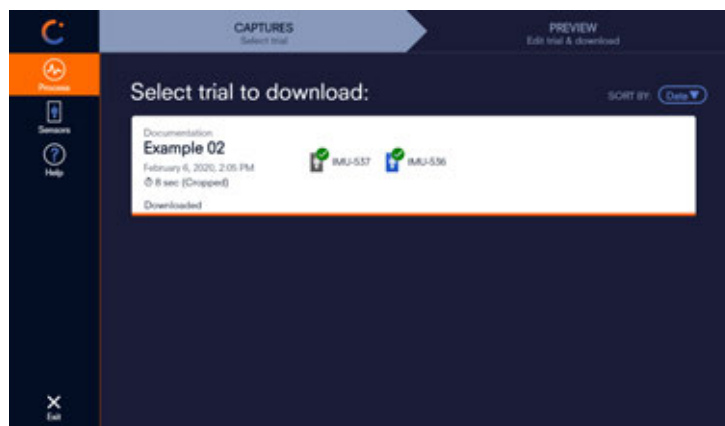 CAPTURES
Select trial
PREVIEW
Edit trial & download
Process
Sensors
Help
Exit
Select trial to download:
SORT BY: Date▼
Documentation
Example 02
February 6, 2020, 2:05 PM
8 sec (Cropped)
Downloaded
IMU-537
IMU-536